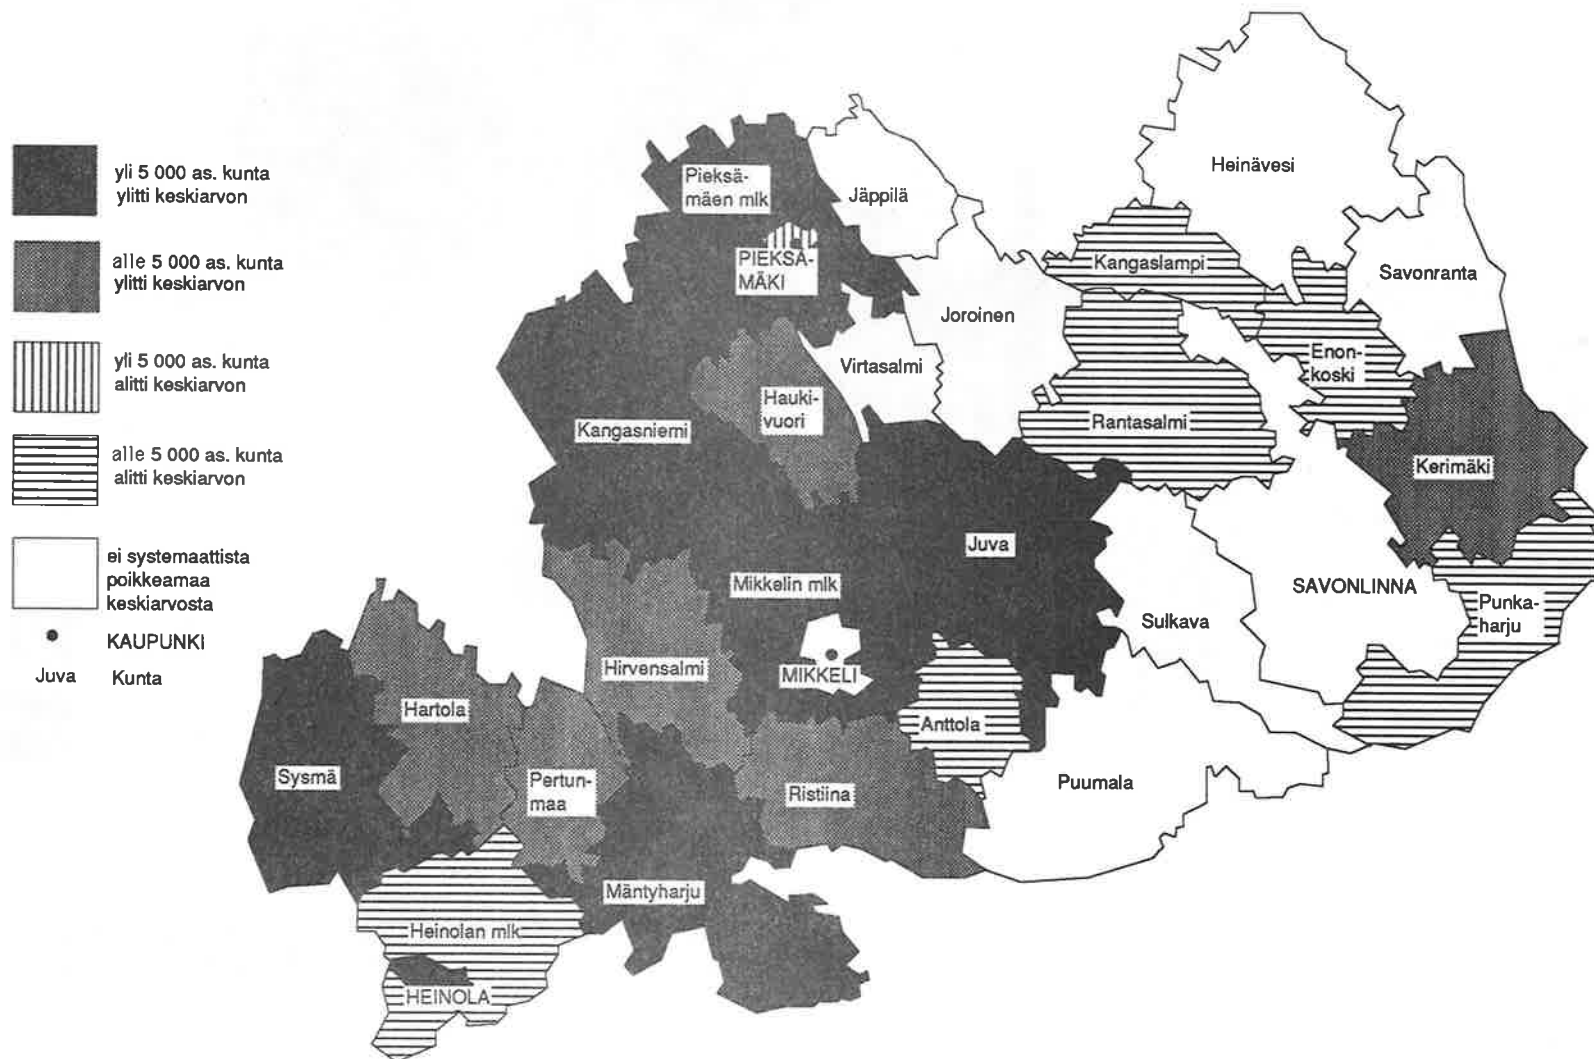 yli 5 000 as. kunta
ylitti keskiarvon
alle 5 000 as. kunta
ylitti keskiarvon
yli 5 000 as. kunta
alitti keskiarvon
alle 5 000 as. kunta
alitti keskiarvon
ei systemaattista
poikkeamaa
keskiarvosta
KAUPUNKI
Juva Kunta
Heinävesi
Pieksä-
mäen mlk
Jäppilä
PIEKSÄ-
MÄKI
Kangaslampi
Savonranta
Joroinen
Virtasalmi
Enon-
koski
Hauki-
vuori
Kangasniemi
Rantasalmi
Kerimäki
Juva
Mikkelin mlk
SAVONLINNA
Punka-
harju
Sulkava
Hirvensalmi
MIKKELI
Hartola
Anttola
Sysmä
Pertun-
maa
Ristiina
Puumala
Mäntyharju
Heinolan mlk
HEINOLA